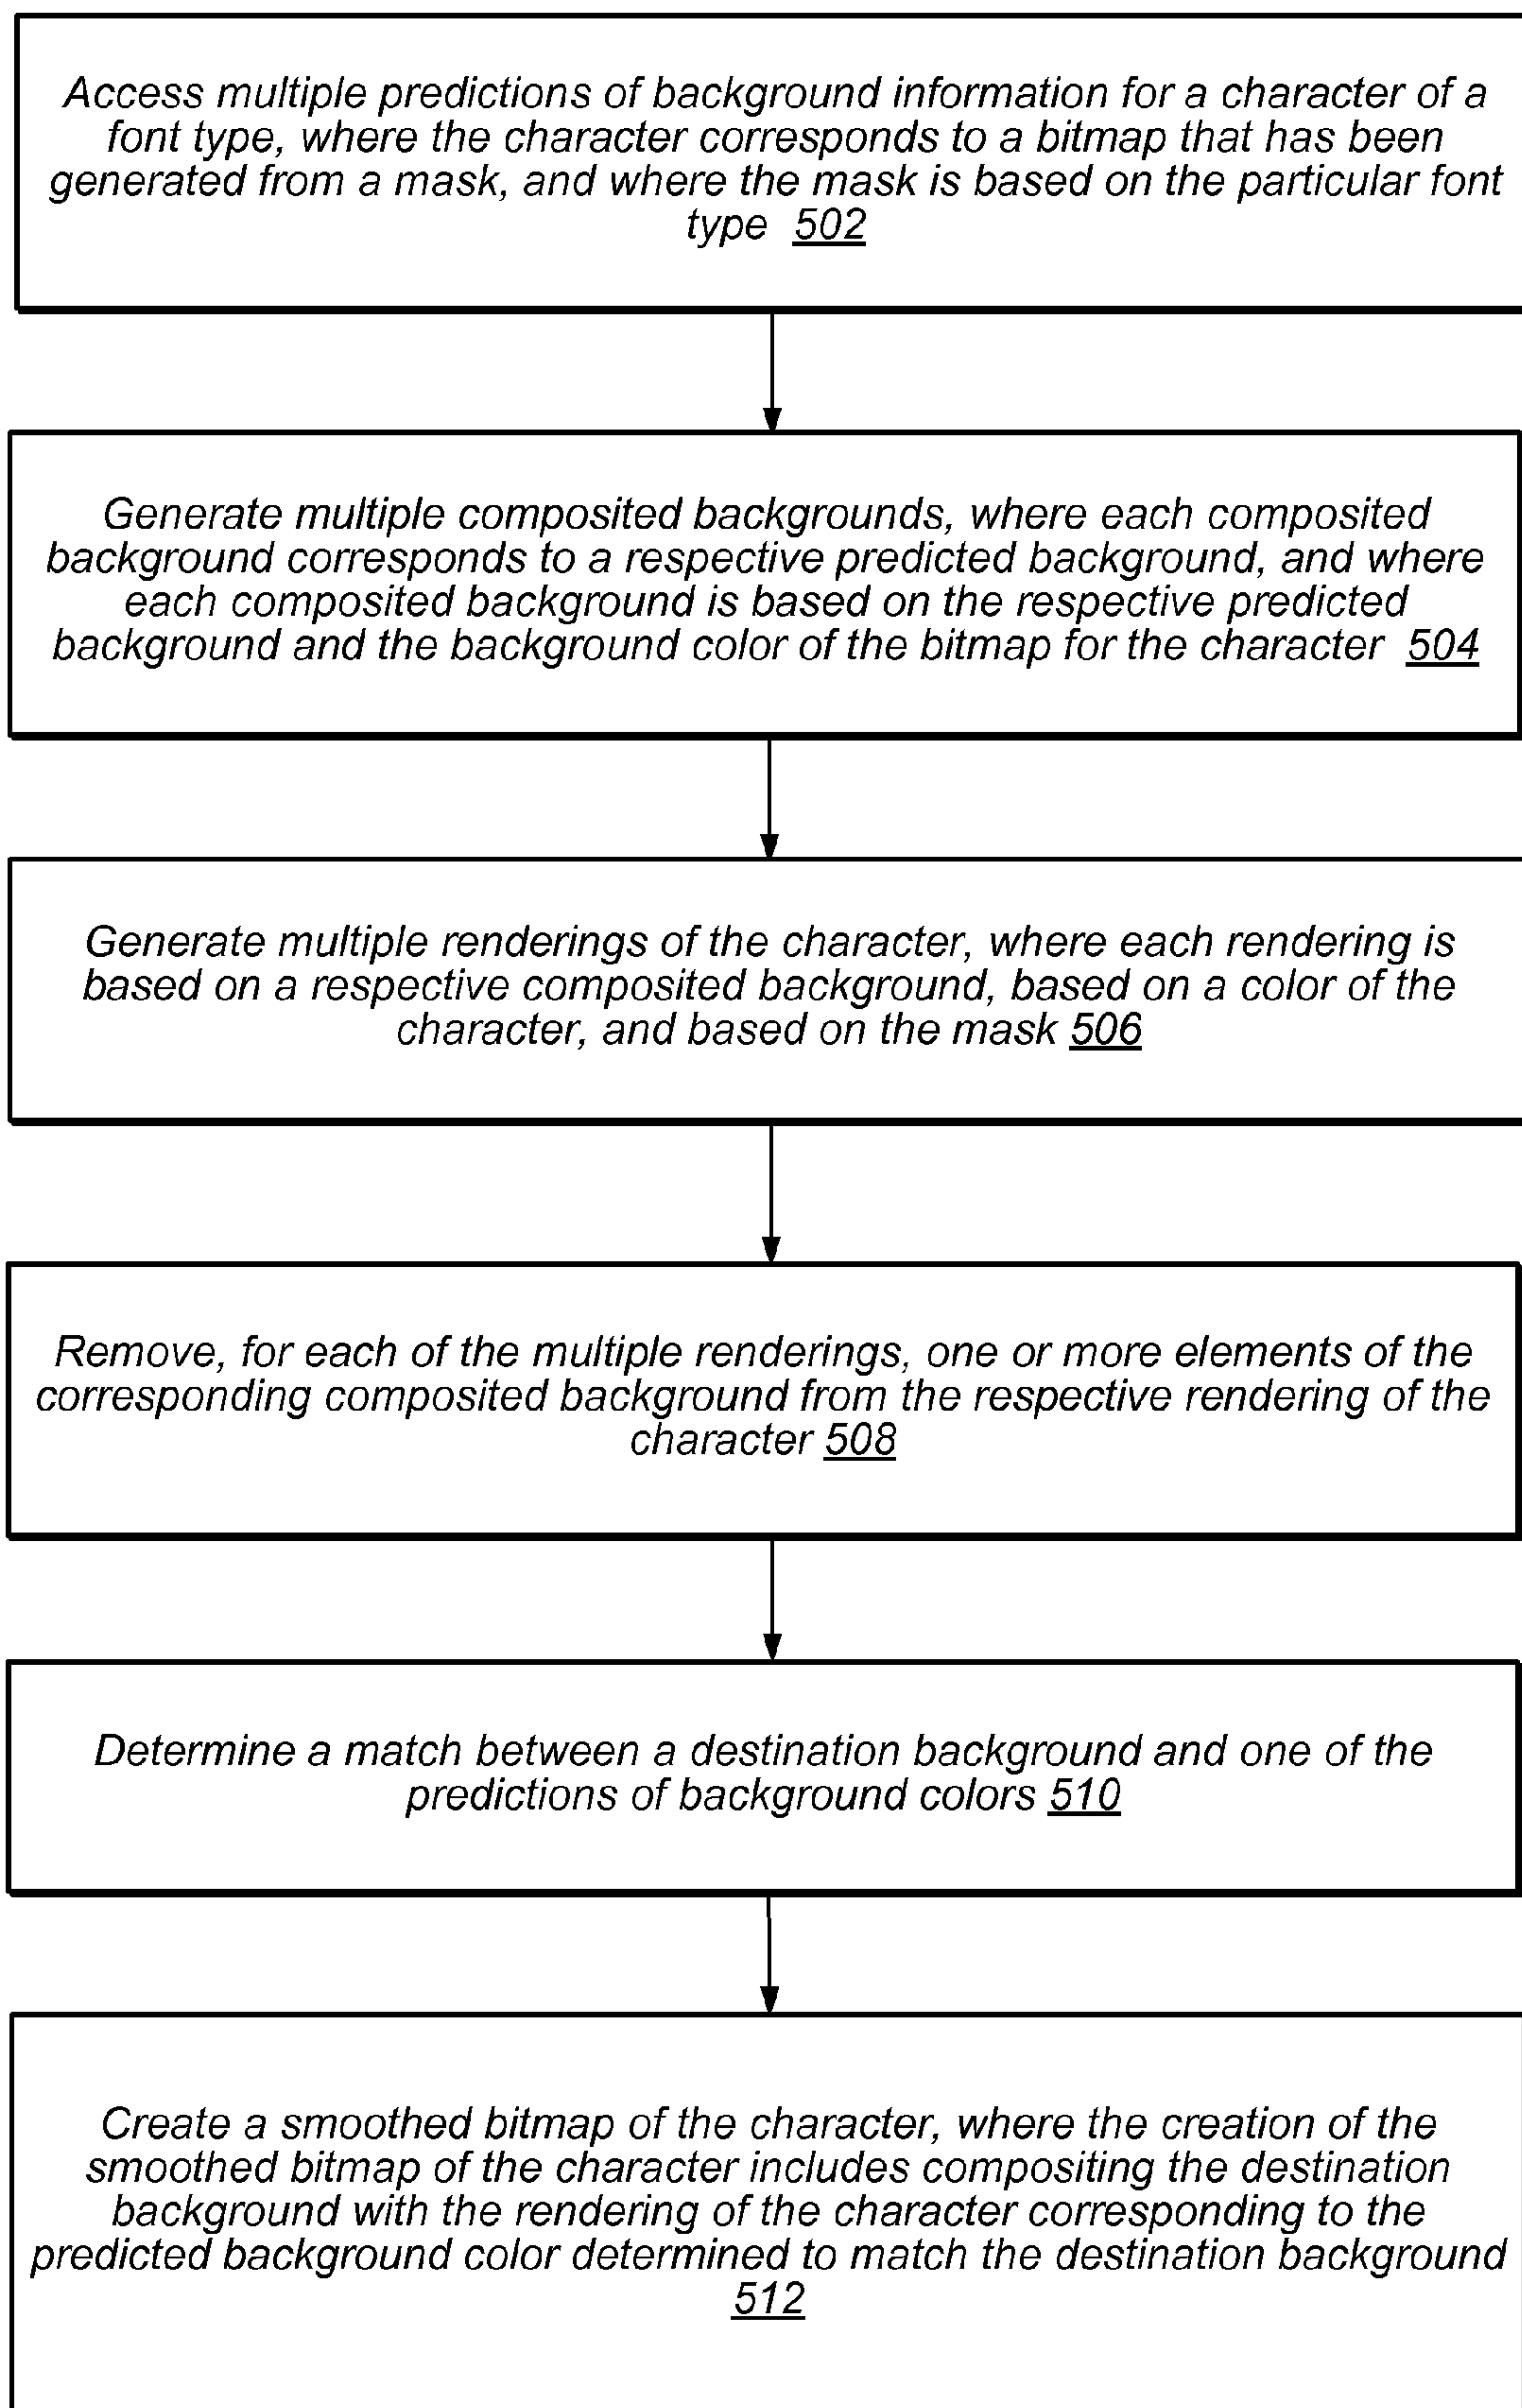 Access multiple predictions of background information for a character of a
font type, where the character corresponds to a bitmap that has been
generated from a mask, and where the mask is based on the particular font
type 502
Generate multiple composited backgrounds, where each composited
background corresponds to a respective predicted background, and where
each composited background is based on the respective predicted
background and the background color of the bitmap for the character 504
Generate multiple renderings of the character, where each rendering is
based on a respective composited background, based on a color of the
character, and based on the mask 506
Remove, for each of the multiple renderings, one or more elements of the
corresponding composited background from the respective rendering of the
character 508
Determine a match between a destination background and one of the
predictions of background colors 510
Create a smoothed bitmap of the character, where the creation of the
smoothed bitmap of the character includes compositing the destination
background with the rendering of the character corresponding to the
predicted background color determined to match the destination background
512